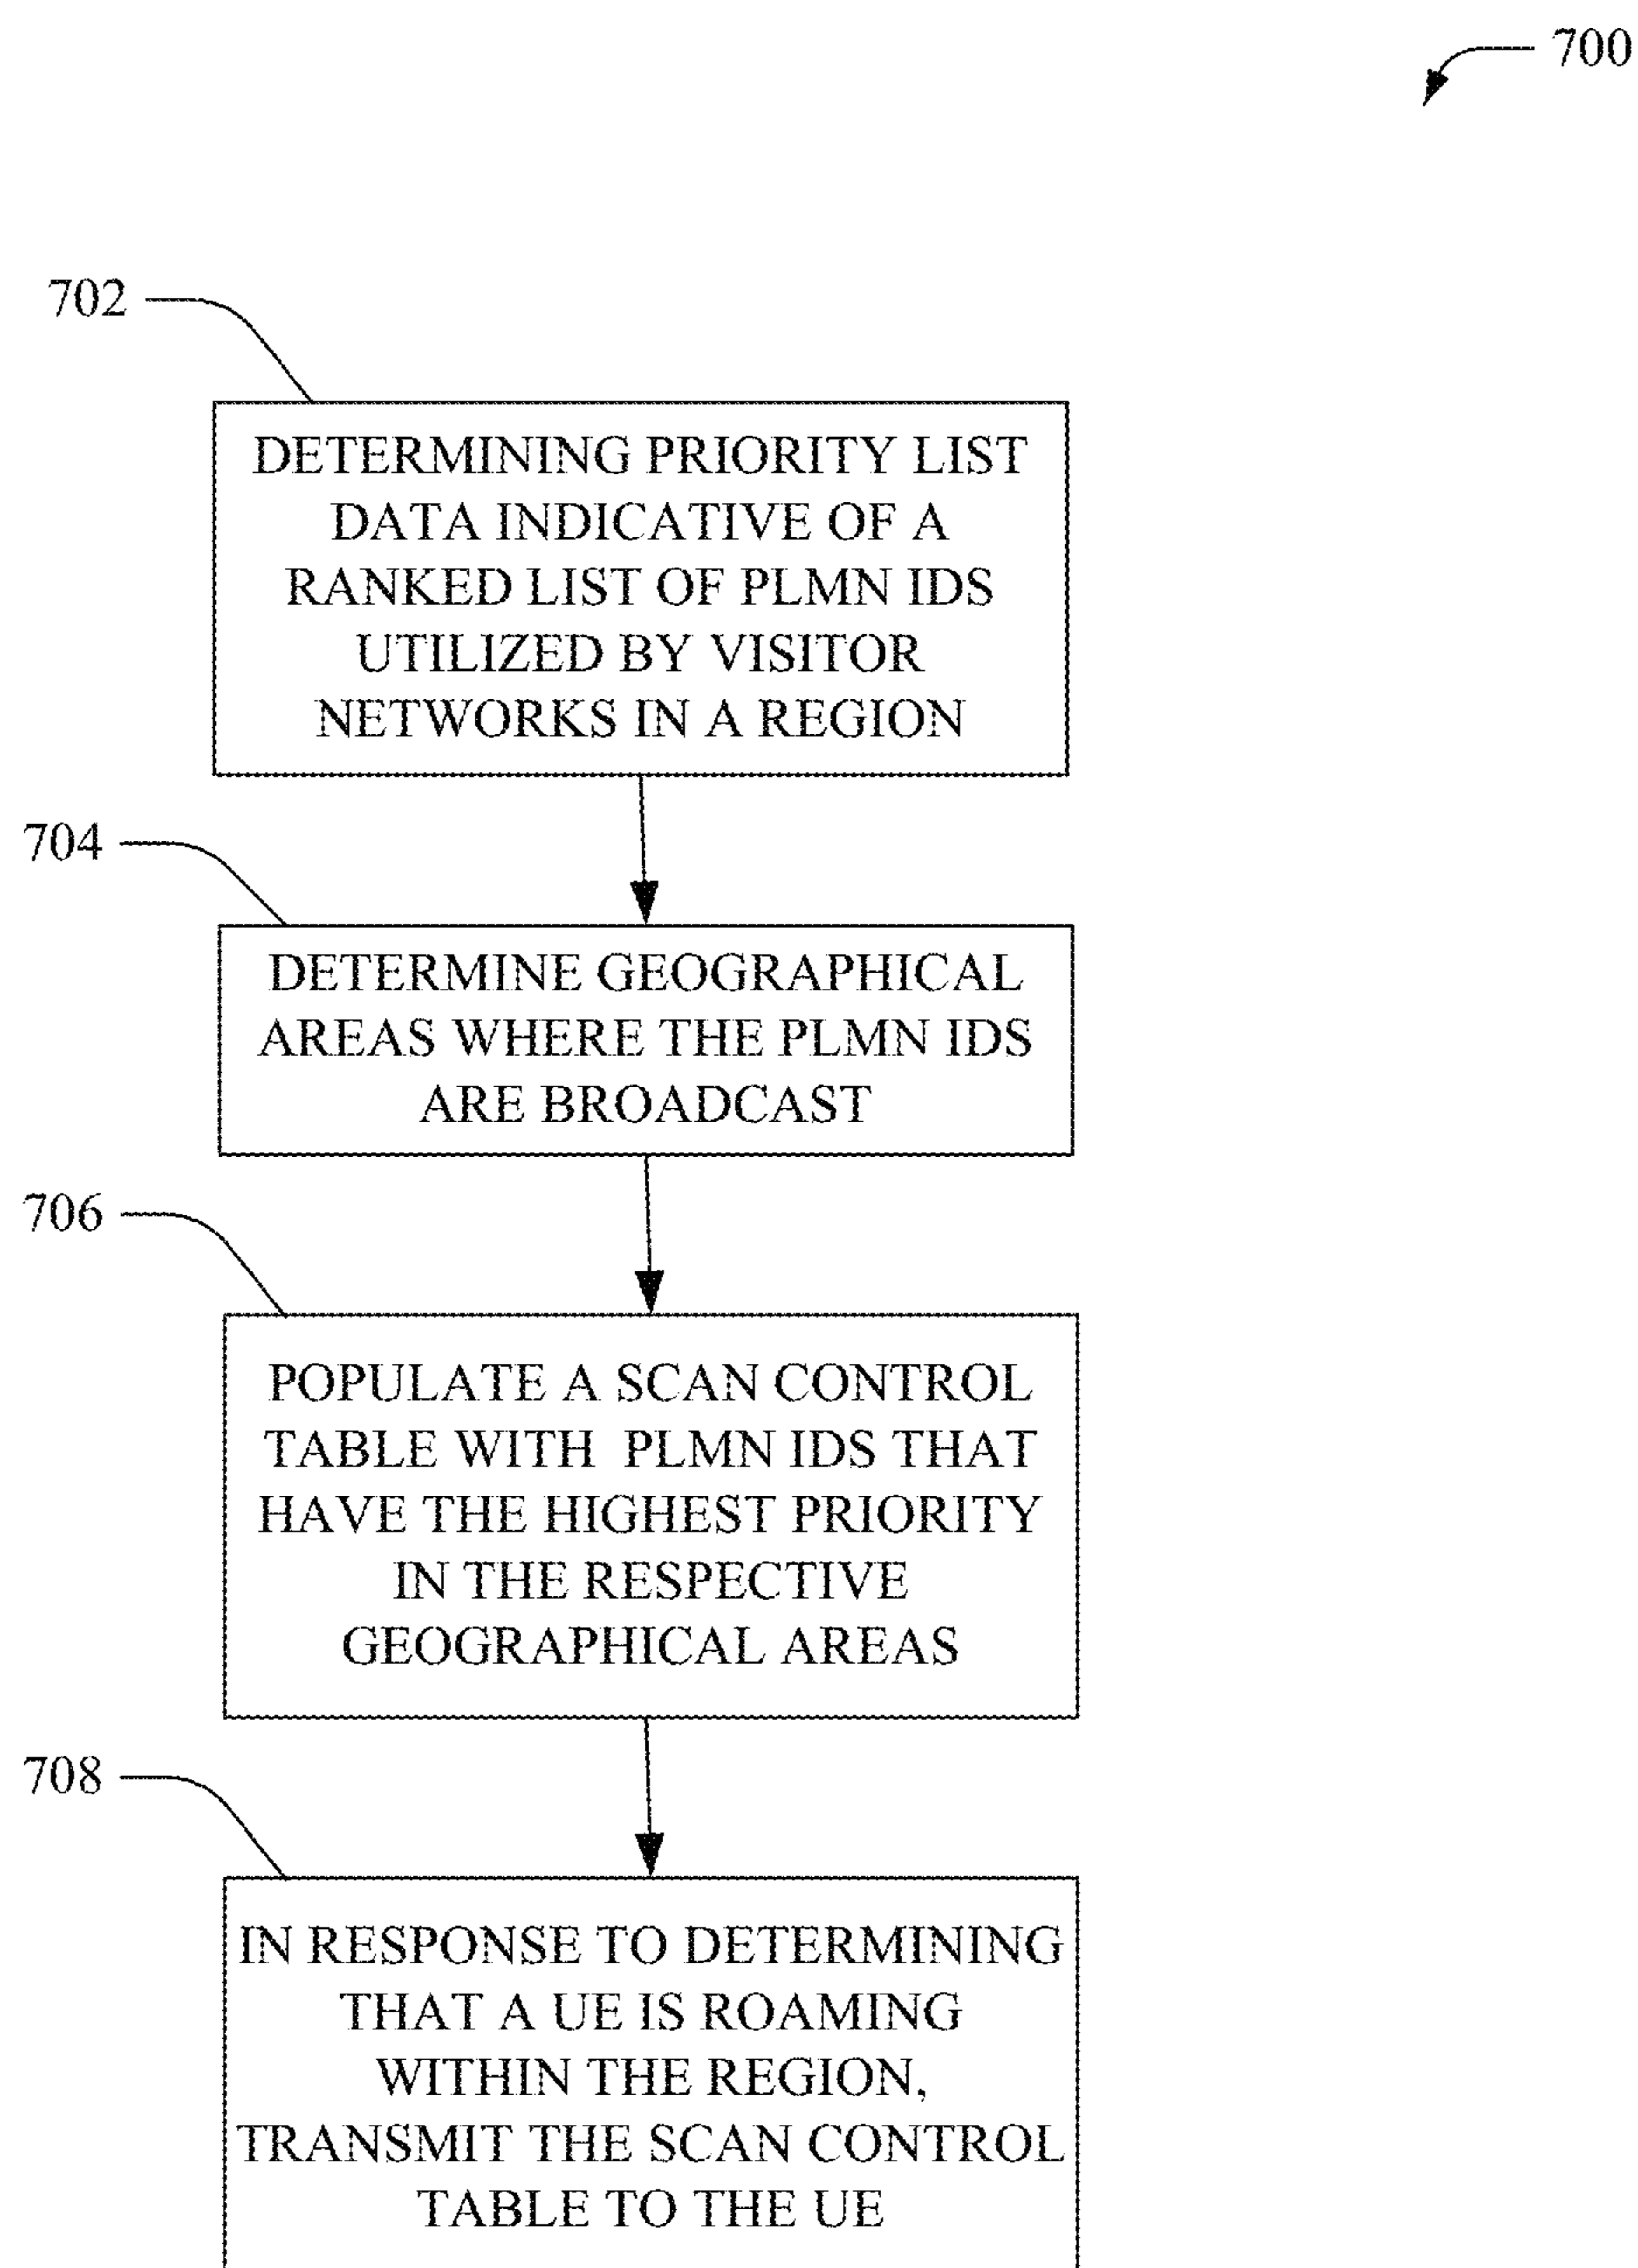 700
702
DETERMINING PRIORITY LIST
DATA INDICATIVE OF A
RANKED LIST OF PLMN IDS
UTILIZED BY VISITOR
NETWORKS IN A REGION
704
DETERMINE GEOGRAPHICAL
AREAS WHERE THE PLMN IDS
ARE BROADCAST
706
POPULATE A SCAN CONTROL
TABLE WITH PLMN IDS THAT
HAVE THE HIGHEST PRIORITY
IN THE RESPECTIVE
GEOGRAPHICAL AREAS
708
IN RESPONSE TO DETERMINING
THAT A UE IS ROAMING
WITHIN THE REGION,
TRANSMIT THE SCAN CONTROL
TABLE TO THE UE